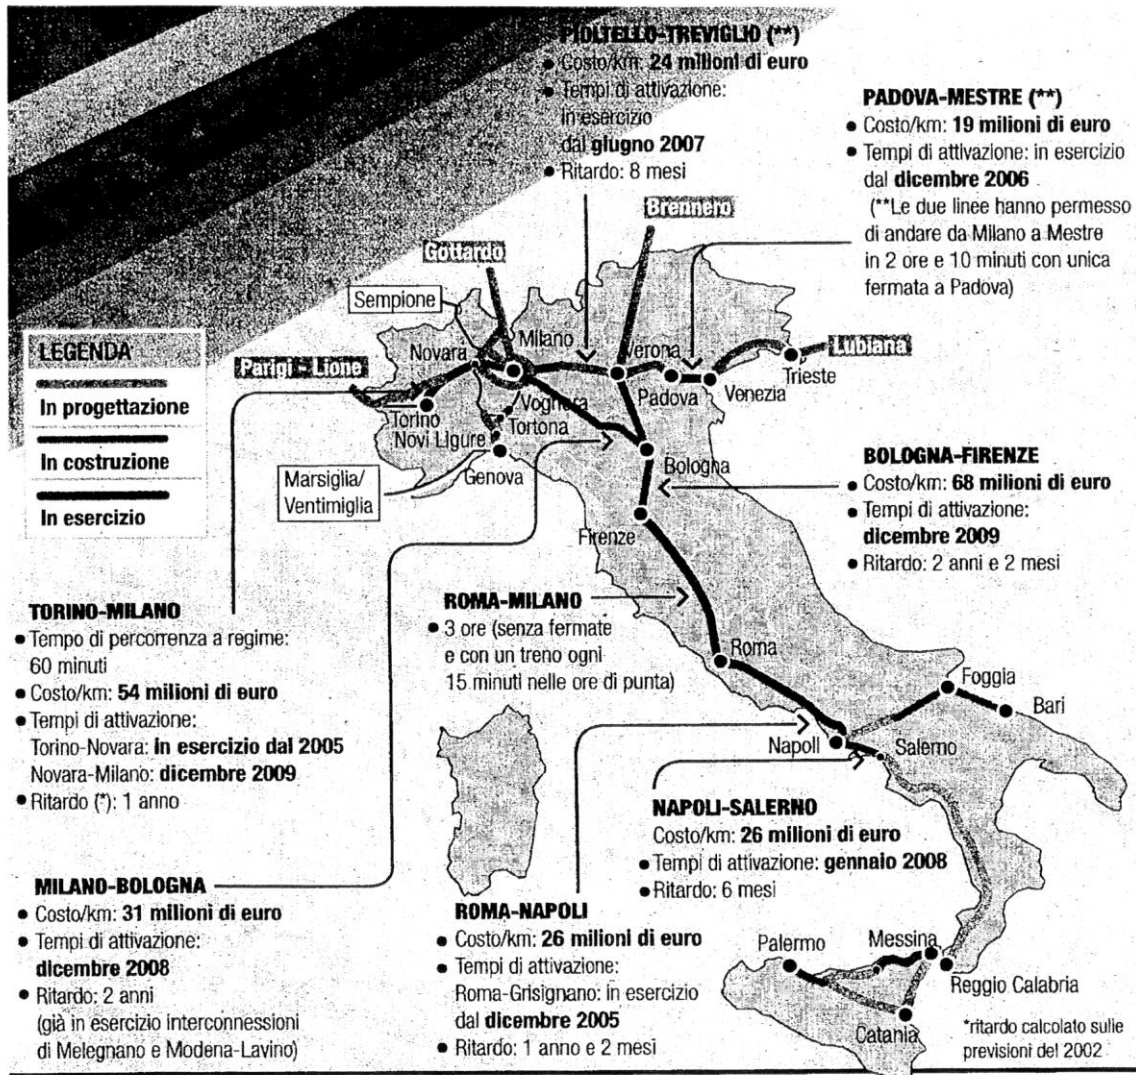 PIOLTELLO-TREVIGLIO (**)
● Costo/km: 24 milioni di euro
● Tempi di attivazione:
in esercizio
dal giugno 2007
● Ritardo: 8 mesi
PADOVA-MESTRE (**)
● Costo/km: 19 milioni di euro
● Tempi di attivazione: in esercizio
dal dicembre 2006
(**Le due linee hanno permesso
di andare da Milano a Mestre
in 2 ore e 10 minuti con unica
fermata a Padova)
Brennero
Gottardo
Sempione
LEGENDA
In progettazione
In costruzione
In esercizio
Parigi - Lione
Novara
Milano
Verona
Lubiana
Trieste
Venezia
Padova
Torino
Voghera
Tortona
Novi Ligure
Genova
Marsiglia/
Ventimiglia
Bologna
Firenze
BOLOGNA-FIRENZE
● Costo/km: 68 milioni di euro
● Tempi di attivazione:
dicembre 2009
● Ritardo: 2 anni e 2 mesi
TORINO-MILANO
● Tempo di percorrenza a regime:
60 minuti
● Costo/km: 54 milioni di euro
● Tempi di attivazione:
Torino-Novara: in esercizio dal 2005
Novara-Milano: dicembre 2009
● Ritardo (*): 1 anno
ROMA-MILANO
● 3 ore (senza fermate
e con un treno ogni
15 minuti nelle ore di punta)
Roma
Foggia
Bari
Napoli
Salerno
NAPOLI-SALERNO
Costo/km: 26 milioni di euro
● Tempi di attivazione: gennaio 2008
● Ritardo: 6 mesi
MILANO-BOLOGNA
● Costo/km: 31 milioni di euro
● Tempi di attivazione:
dicembre 2008
● Ritardo: 2 anni
(già in esercizio interconnessioni
di Melegnano e Modena-Lavino)
ROMA-NAPOLI
● Costo/km: 26 milioni di euro
● Tempi di attivazione:
Roma-Grisignano: in esercizio
dal dicembre 2005
● Ritardo: 1 anno e 2 mesi
Palermo
Messina
Reggio Calabria
Catania
*ritardo calcolato sulle
previsioni del 2002